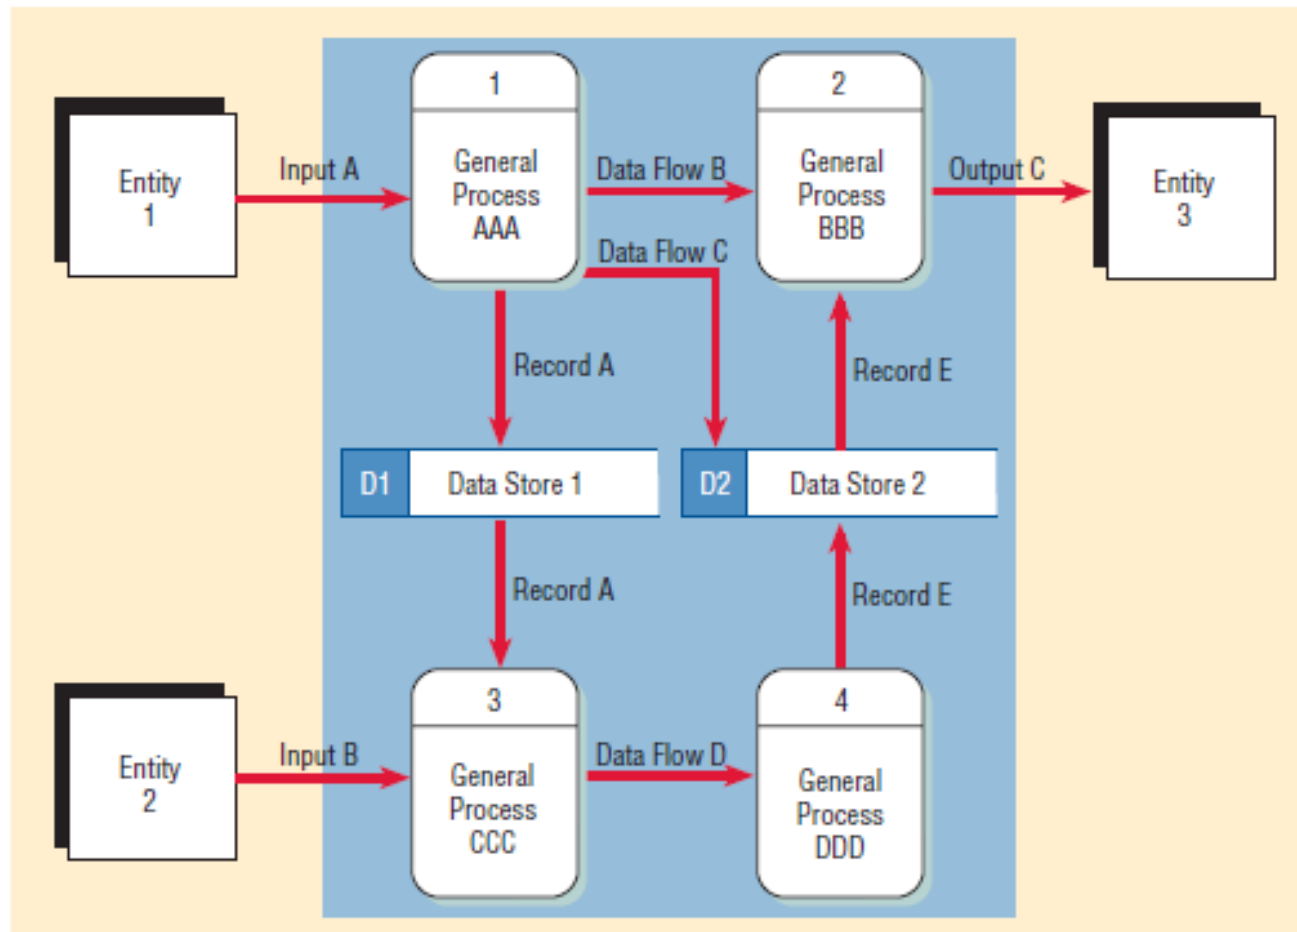 1
2
Entity
1
Input A
General
Process
AAA
Data Flow B
General
Process
BBB
Output C
Entity
3
Data Flow C
Record A
Record E
D1
Data Store 1
D2
Data Store 2
Record A
Record E
3
4
Entity
2
Input B
General
Process
CCC
Data Flow D
General
Process
DDD